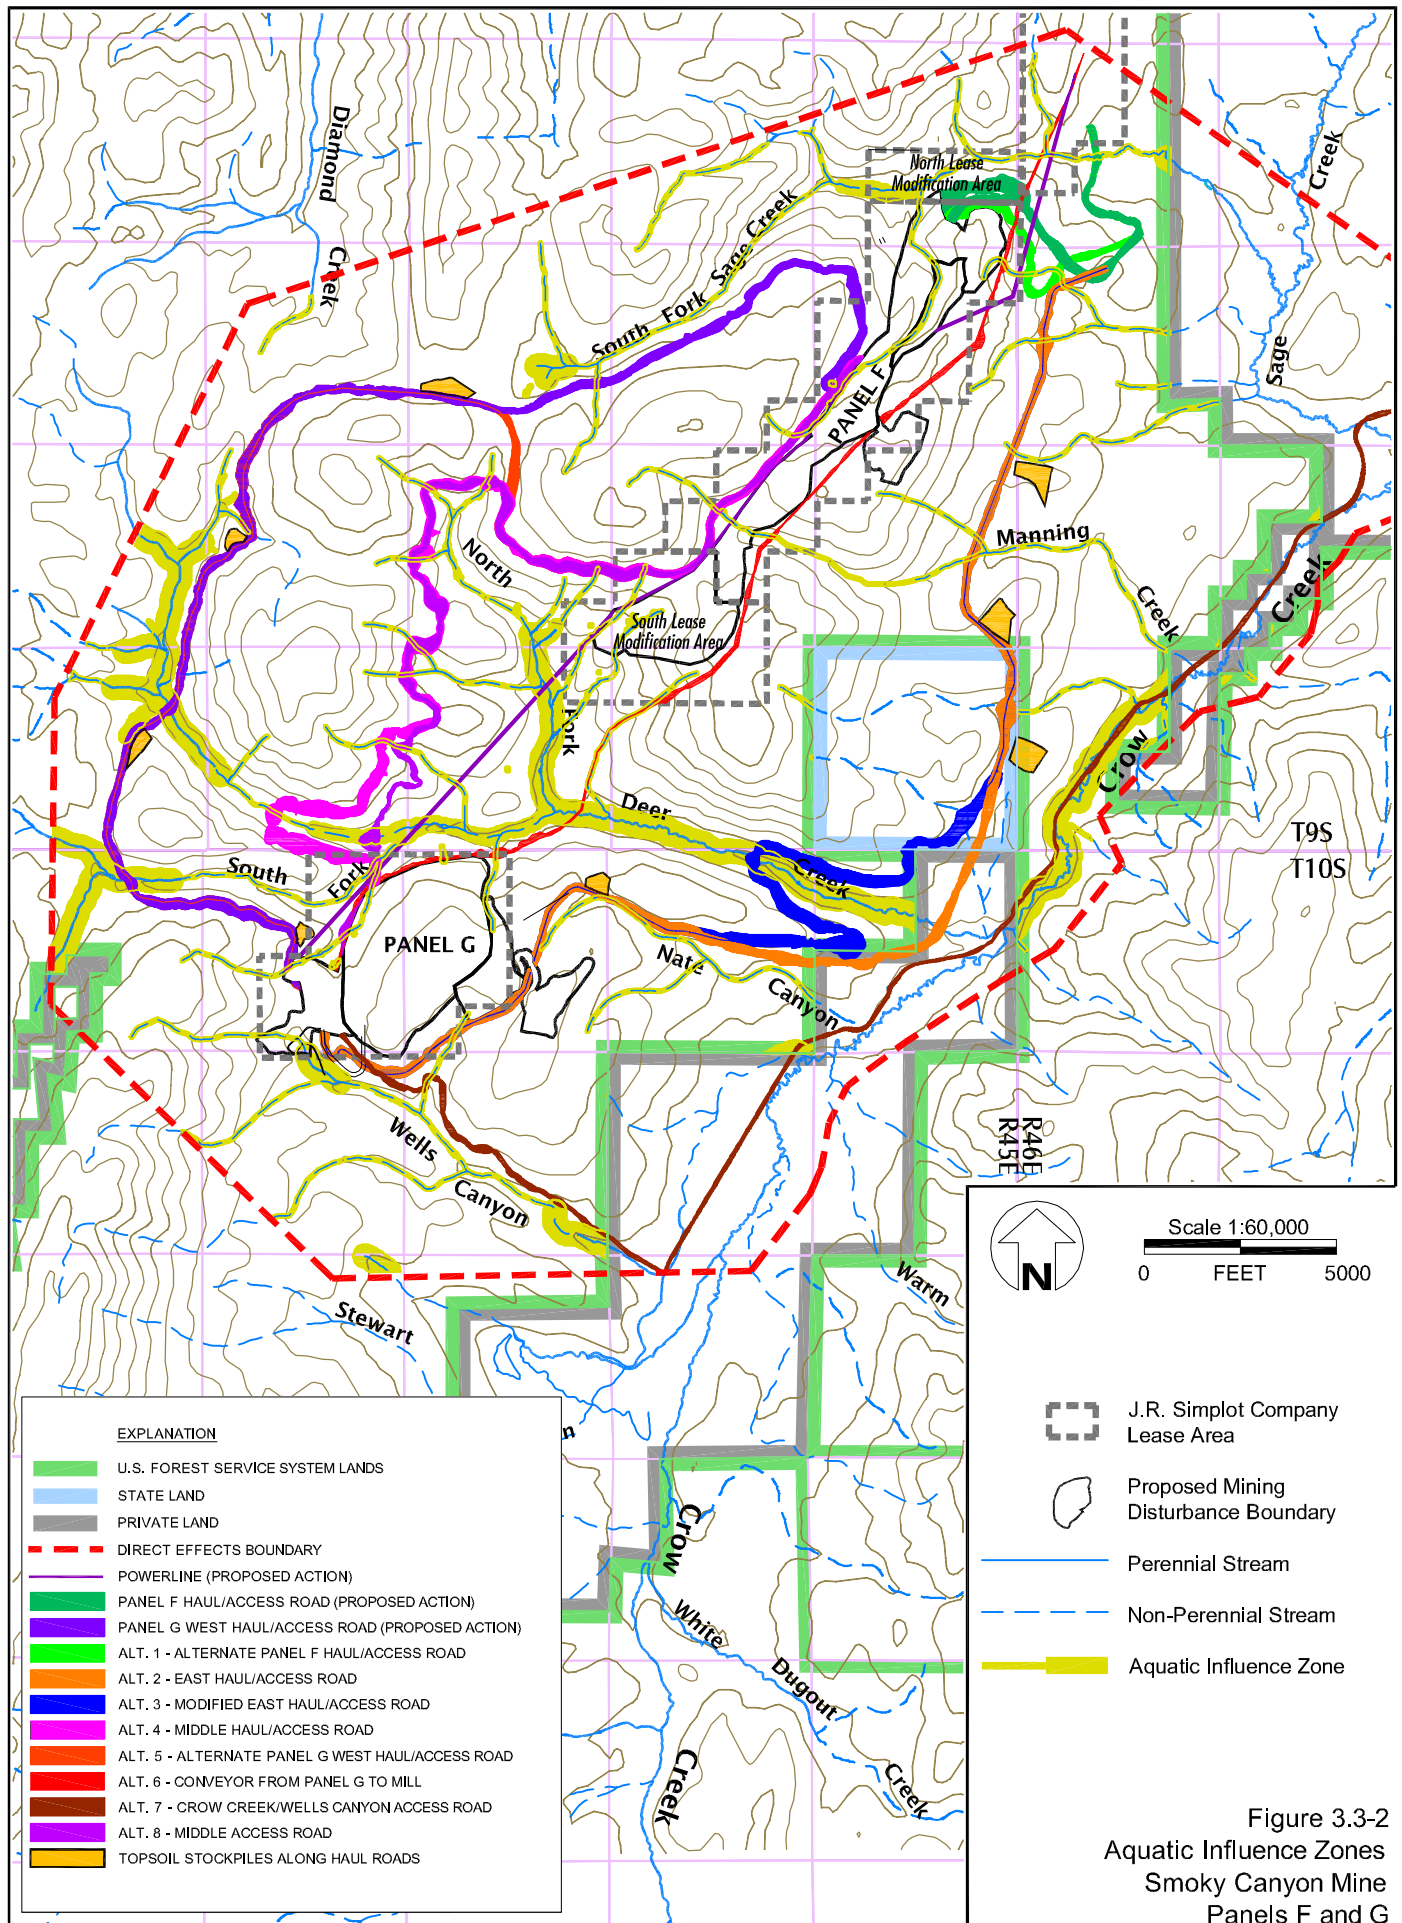 Diamond
Creek
North Lease
Modification Area
Creek
Sage
South Fork Sage Creek
PANEL F
Manning
Creek
North
Fork
South Lease
Modification Area
Creek
Crow
Deer
Creek
T9S
T10S
South
Fork
PANEL G
Nate
Canyon
Wells
Canyon
R46E
R45E
Stewart
Warm
n
Crow
White
Dugout
Creek
Creek
N
Scale 1:60,000
0 FEET 5000
J.R. Simplot Company
Lease Area
Proposed Mining
Disturbance Boundary
Perennial Stream
Non-Perennial Stream
Aquatic Influence Zone
EXPLANATION
U.S. FOREST SERVICE SYSTEM LANDS
STATE LAND
PRIVATE LAND
DIRECT EFFECTS BOUNDARY
POWERLINE (PROPOSED ACTION)
PANEL F HAUL/ACCESS ROAD (PROPOSED ACTION)
PANEL G WEST HAUL/ACCESS ROAD (PROPOSED ACTION)
ALT. 1 - ALTERNATE PANEL F HAUL/ACCESS ROAD
ALT. 2 - EAST HAUL/ACCESS ROAD
ALT. 3 - MODIFIED EAST HAUL/ACCESS ROAD
ALT. 4 - MIDDLE HAUL/ACCESS ROAD
ALT. 5 - ALTERNATE PANEL G WEST HAUL/ACCESS ROAD
ALT. 6 - CONVEYOR FROM PANEL G TO MILL
ALT. 7 - CROW CREEK/WELLS CANYON ACCESS ROAD
ALT. 8 - MIDDLE ACCESS ROAD
TOPSOIL STOCKPILES ALONG HAUL ROADS
Figure 3.3-2
Aquatic Influence Zones
Smoky Canyon Mine
Panels F and G